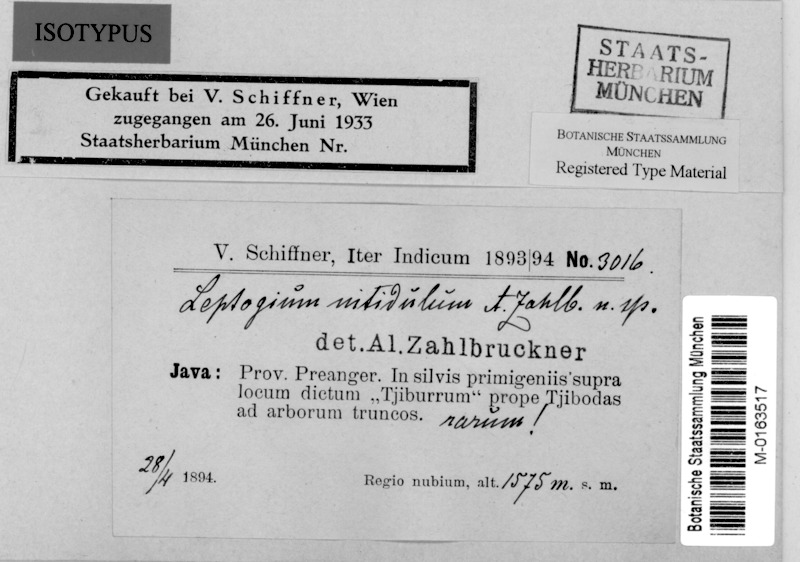 ISOTYPUS
STAATS-
HERBARIUM
MÜNCHEN
Gekauft bei V. Schiffner, Wien
zugegangen am 26. Juni 1933
Staatsherbarium München Nr.
BOTANISCHE STAATSSAMMLUNG
MÜNCHEN
Registered Type Material
V. Schiffner, Iter Indicum 1893|94 No. 3016.
Leptogium nitidulum A. Zahlb. n. sp.
det. Al. Zahlbruckner
Java: Prov. Preanger. In silvis primigeniis supra
locum dictum „Tjiburrum“ prope Tjibodas
ad arborum truncos. rarum!
28/4 1894.
Regio nubium, alt. 1575 m. s. m.
Botanische Staatssammlung München
M-0163517